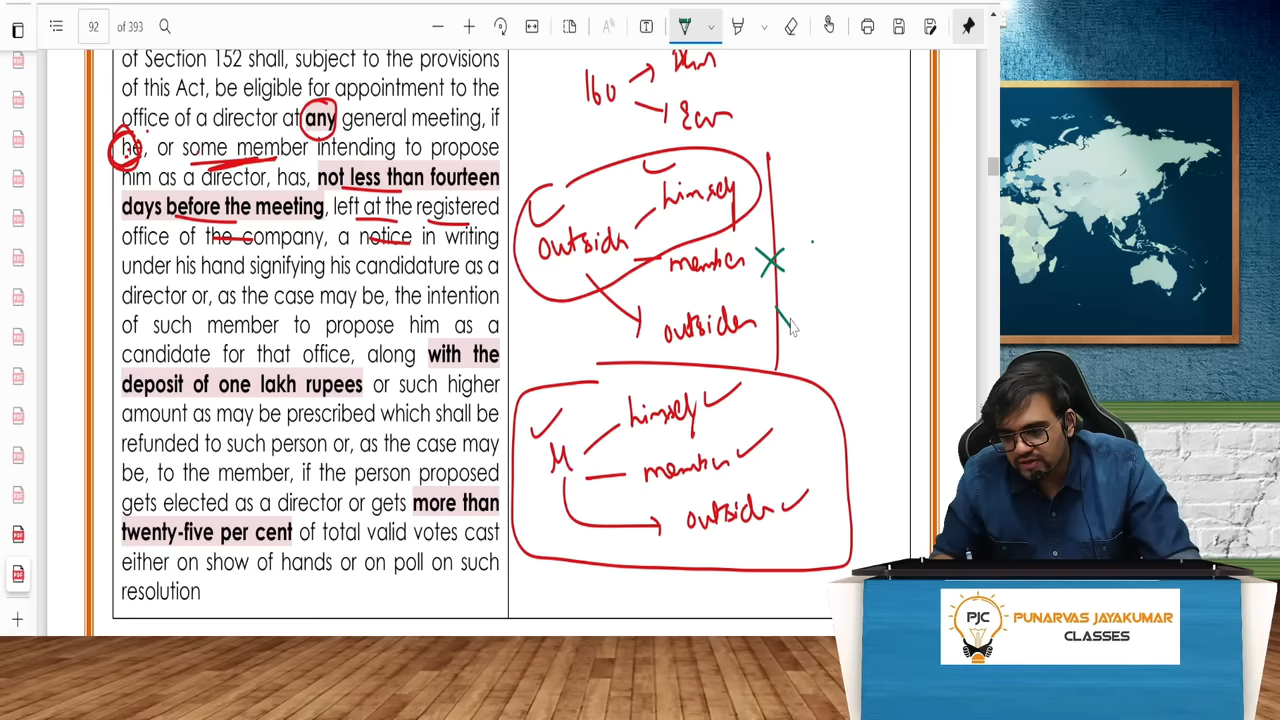 92 of 393
of Section 152 shall, subject to the provisions
of this Act, be eligible for appointment to the
office of a director at any general meeting, if
he, or some member intending to propose
him as a director, has, not less than fourteen
days before the meeting, left at the registered
office of the company, a notice in writing
under his hand signifying his candidature as a
director or, as the case may be, the intention
of such member to propose him as a
candidate for that office, along with the
deposit of one lakh rupees or such higher
amount as may be prescribed which shall be
refunded to such person or, as the case may
be, to the member, if the person proposed
gets elected as a director or gets more than
twenty-five per cent of total valid votes cast
either on show of hands or on poll on such
resolution
160
himself
outsider
member
outsider
himself
M
member
outsider
PJC
PUNARVAS JAYAKUMAR
CLASSES